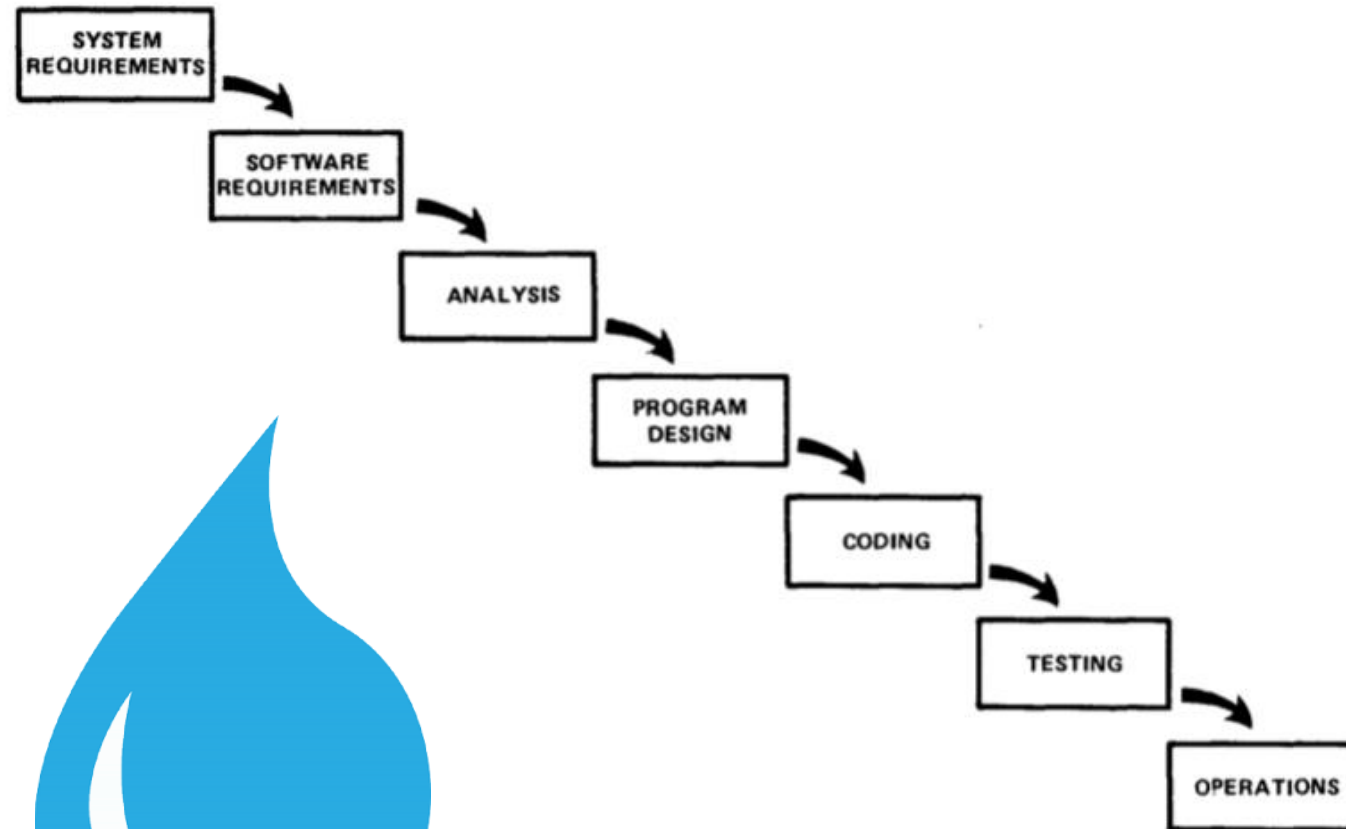 SYSTEM
REQUIREMENTS
SOFTWARE
REQUIREMENTS
ANALYSIS
PROGRAM
DESIGN
CODING
TESTING
OPERATIONS